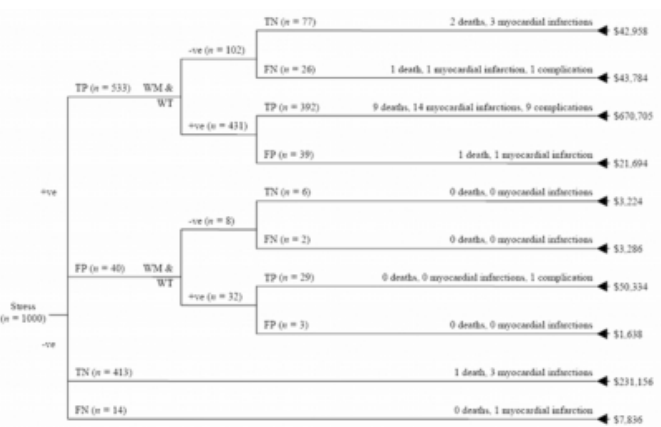 TN (n = 77) 2 deaths, 3 myocardial infarctions $42,958
-ve (n = 102)
FN (n = 26) 1 death, 1 myocardial infarction, 1 complication $43,784
TP (n = 533) WM & WT
TP (n = 392) 9 deaths, 14 myocardial infarctions, 9 complications $670,705
+ve (n = 431)
FP (n = 39) 1 death, 1 myocardial infarction $21,694
+ve
TN (n = 6) 0 deaths, 0 myocardial infarctions $3,224
-ve (n = 8)
FN (n = 2) 0 deaths, 0 myocardial infarctions $3,286
FP (n = 40) WM & WT
TP (n = 29) 0 deaths, 0 myocardial infarctions, 1 complication $50,334
+ve (n = 32)
Stress (n = 1000)
FP (n = 3) 0 deaths, 0 myocardial infarctions $1,638
-ve
TN (n = 413) 1 death, 3 myocardial infarctions $231,156
FN (n = 14) 0 deaths, 1 myocardial infarction $7,836